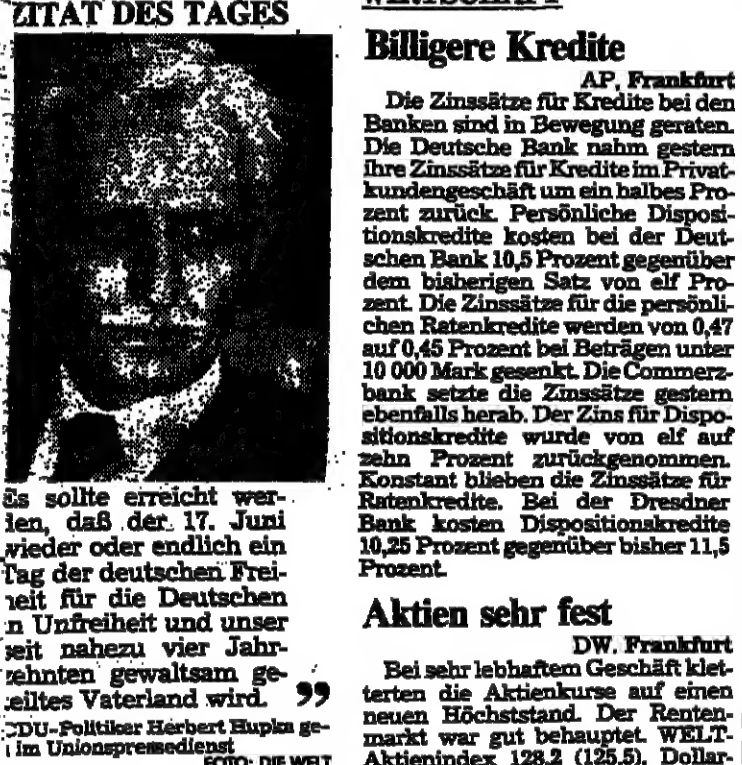 ZITAT DES TAGES
Es sollte erreicht wer-
den, daß der 17. Juni
wieder oder endlich ein
Tag der deutschen Frei-
heit für die Deutschen
in Unfreiheit und unser
seit nahezu vier Jahr-
zehnten gewaltsam ge-
teiltes Vaterland wird. ”
CDU-Politiker Herbert Hupka ge-
im Unionspressedienst
FOTO: DIE WELT
WIRTSCHAFT
Billigere Kredite
AP, Frankfurt
Die Zinssätze für Kredite bei den
Banken sind in Bewegung geraten.
Die Deutsche Bank nahm gestern
ihre Zinssätze für Kredite im Privat-
kundengeschäft um ein halbes Pro-
zent zurück. Persönliche Disposi-
tionskredite kosten bei der Deut-
schen Bank 10,5 Prozent gegenüber
dem bisherigen Satz von elf Pro-
zent. Die Zinssätze für die persönli-
chen Ratenkredite werden von 0,47
auf 0,45 Prozent bei Beträgen unter
10 000 Mark gesenkt. Die Commerz-
bank setzte die Zinssätze gestern
ebenfalls herab. Der Zins für Dispo-
sitionskredite wurde von elf auf
zehn Prozent zurückgenommen.
Konstant blieben die Zinssätze für
Ratenkredite. Bei der Dresdner
Bank kosten Dispositionskredite
10,25 Prozent gegenüber bisher 11,5
Prozent.
Aktien sehr fest
DW. Frankfurt
Bei sehr lebhaftem Geschäft klet-
terten die Aktienkurse auf einen
neuen Höchststand. Der Renten-
markt war gut behauptet. WELT-
Aktienindex 128,2 (125,5). Dollar-